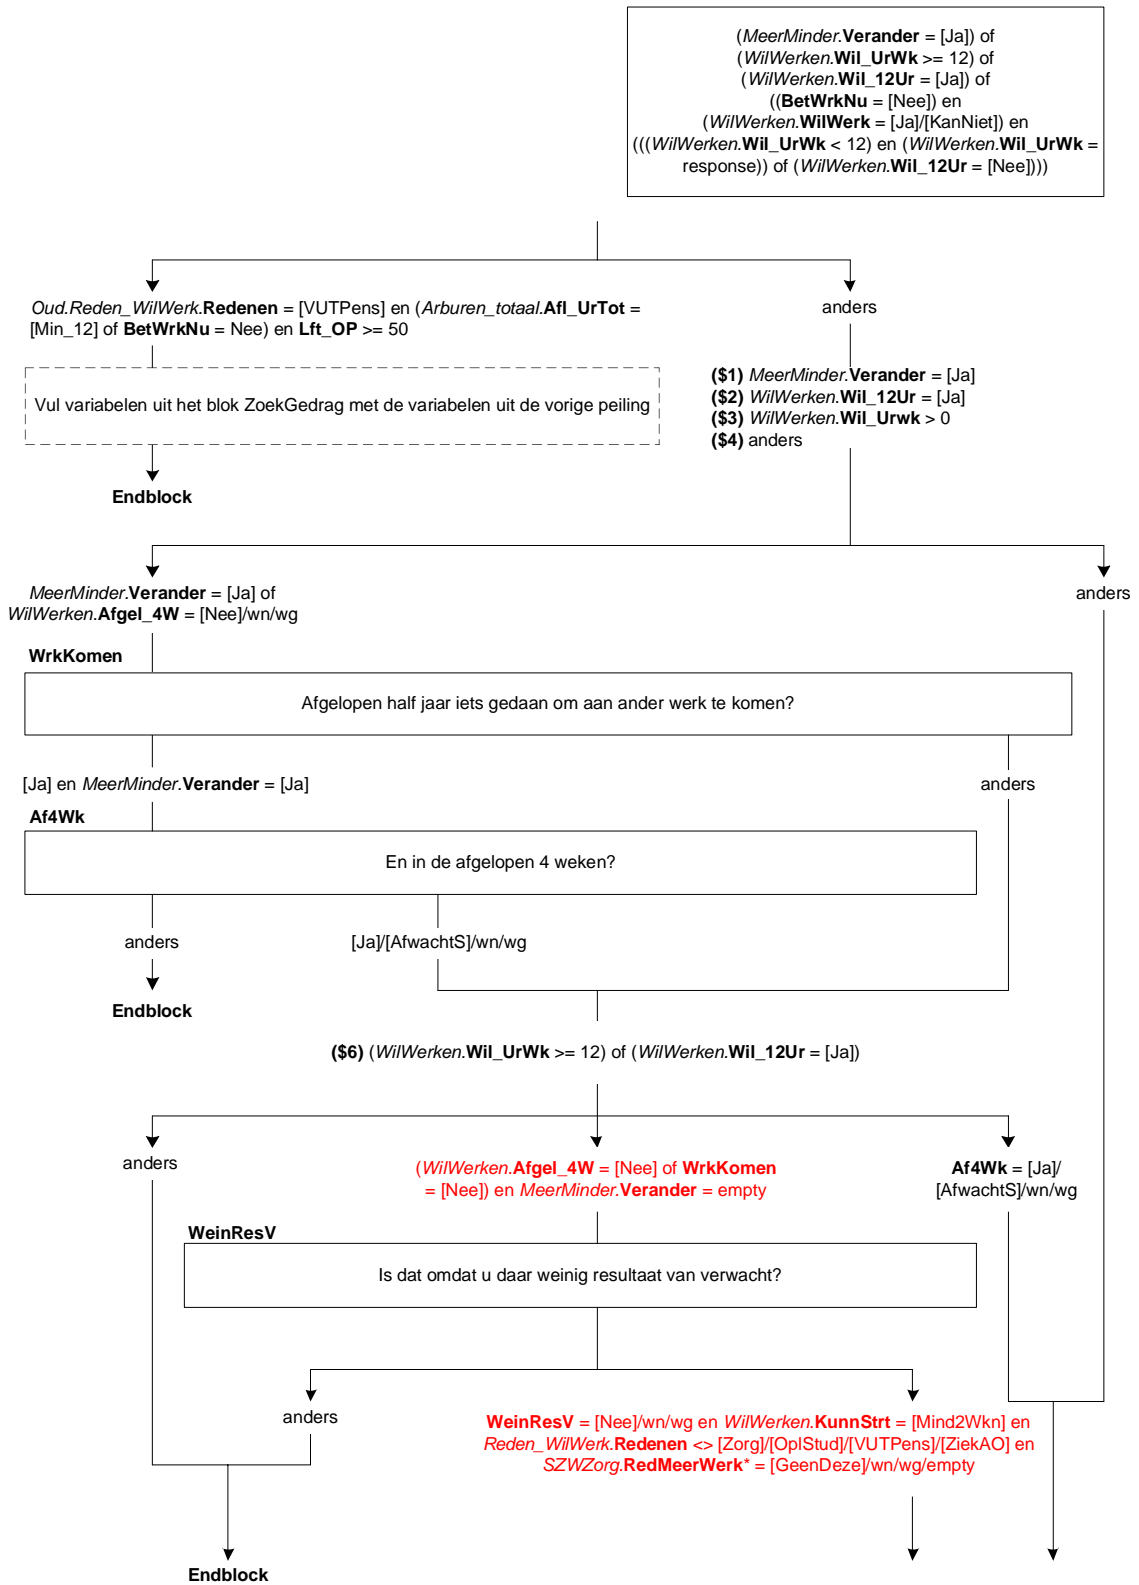 (MeerMinder.Verander = [Ja]) of
(WilWerken.Wil_UrWk >= 12) of
(WilWerken.Wil_12Ur = [Ja]) of
((BetWrkNu = [Nee]) en
(WilWerken.WilWerk = [Ja]/[KanNiet]) en
(((WilWerken.Wil_UrWk < 12) en (WilWerken.Wil_UrWk =
response)) of (WilWerken.Wil_12Ur = [Nee])))
Oud.Reden_WilWerk.Redenen = [VUTPens] en (Arburen_totaal.Afl_UrTot =
[Min_12] of BetWrkNu = Nee) en Lft_OP >= 50
anders
Vul variabelen uit het blok ZoekGedrag met de variabelen uit de vorige peiling
($1) MeerMinder.Verander = [Ja]
($2) WilWerken.Wil_12Ur = [Ja]
($3) WilWerken.Wil_Urwk > 0
($4) anders
Endblock
MeerMinder.Verander = [Ja] of
WilWerken.Afgel_4W = [Nee]/wn/wg
anders
WrkKomen
Afgelopen half jaar iets gedaan om aan ander werk te komen?
[Ja] en MeerMinder.Verander = [Ja]
anders
Af4Wk
En in de afgelopen 4 weken?
anders
[Ja]/[AfwachtS]/wn/wg
Endblock
($6) (WilWerken.Wil_UrWk >= 12) of (WilWerken.Wil_12Ur = [Ja])
anders
(WilWerken.Afgel_4W = [Nee] of WrkKomen
= [Nee]) en MeerMinder.Verander = empty
Af4Wk = [Ja]/
[AfwachtS]/wn/wg
WeinResV
Is dat omdat u daar weinig resultaat van verwacht?
anders
WeinResV = [Nee]/wn/wg en WilWerken.KunnStrt = [Mind2Wkn] en
Reden_WilWerk.Redenen <> [Zorg]/[OplStud]/[VUTPens]/[ZiekAO] en
SZWZorg.RedMeerWerk* = [GeenDeze]/wn/wg/empty
Endblock